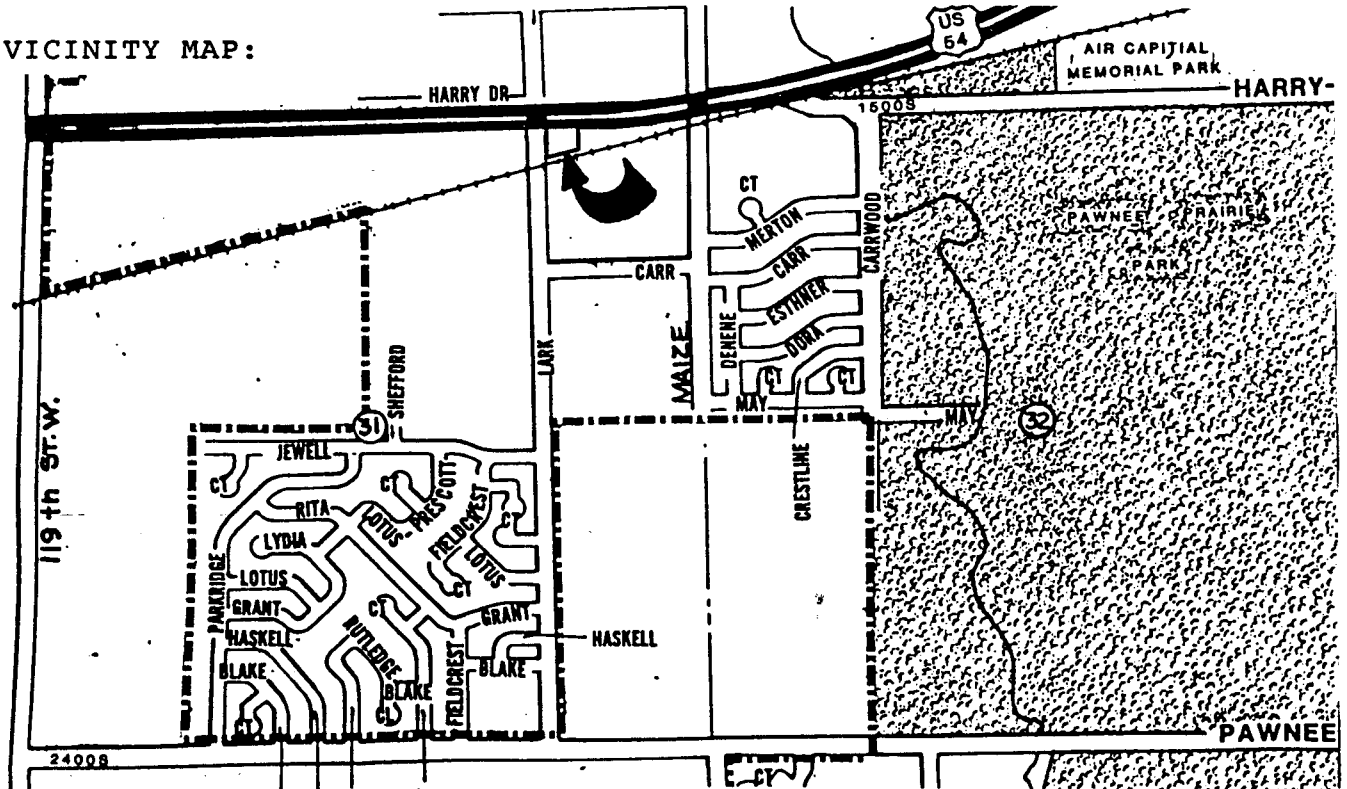 VICINITY MAP:
US
54
AIR CAPITIAL
MEMORIAL PARK
HARRY
HARRY DR
1500S
CT
MERTON
CARRWOOD
PAWNEE PRAIRIE
PARK
CARR
CARR
ESTHNER
DORA
DENENE
MAIZE
LARK
SHEFFORD
CT
CT
MAY
MAY
31
32
119th ST. W.
JEWELL
CT
CT
PRESCOTT
CRESTLINE
RITA
LOTUS
FIELDCREST
CT
LYDIA
LOTUS
LOTUS
CT
PARKRIDGE
GRANT
CT
GRANT
HASKELL
RUTLEDGE
HASKELL
BLAKE
BLAKE
BLAKE
FIELDCREST
CT
CT
PAWNEE
2400S
E CT